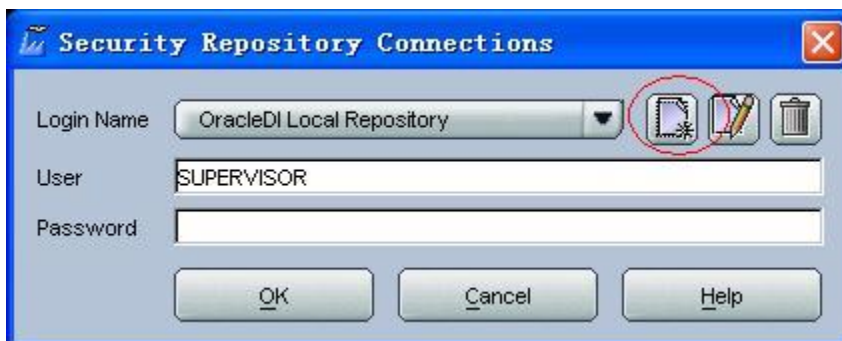 Security Repository Connections
Login Name OracleDI Local Repository
User SUPERVISOR
Password
OK Cancel Help